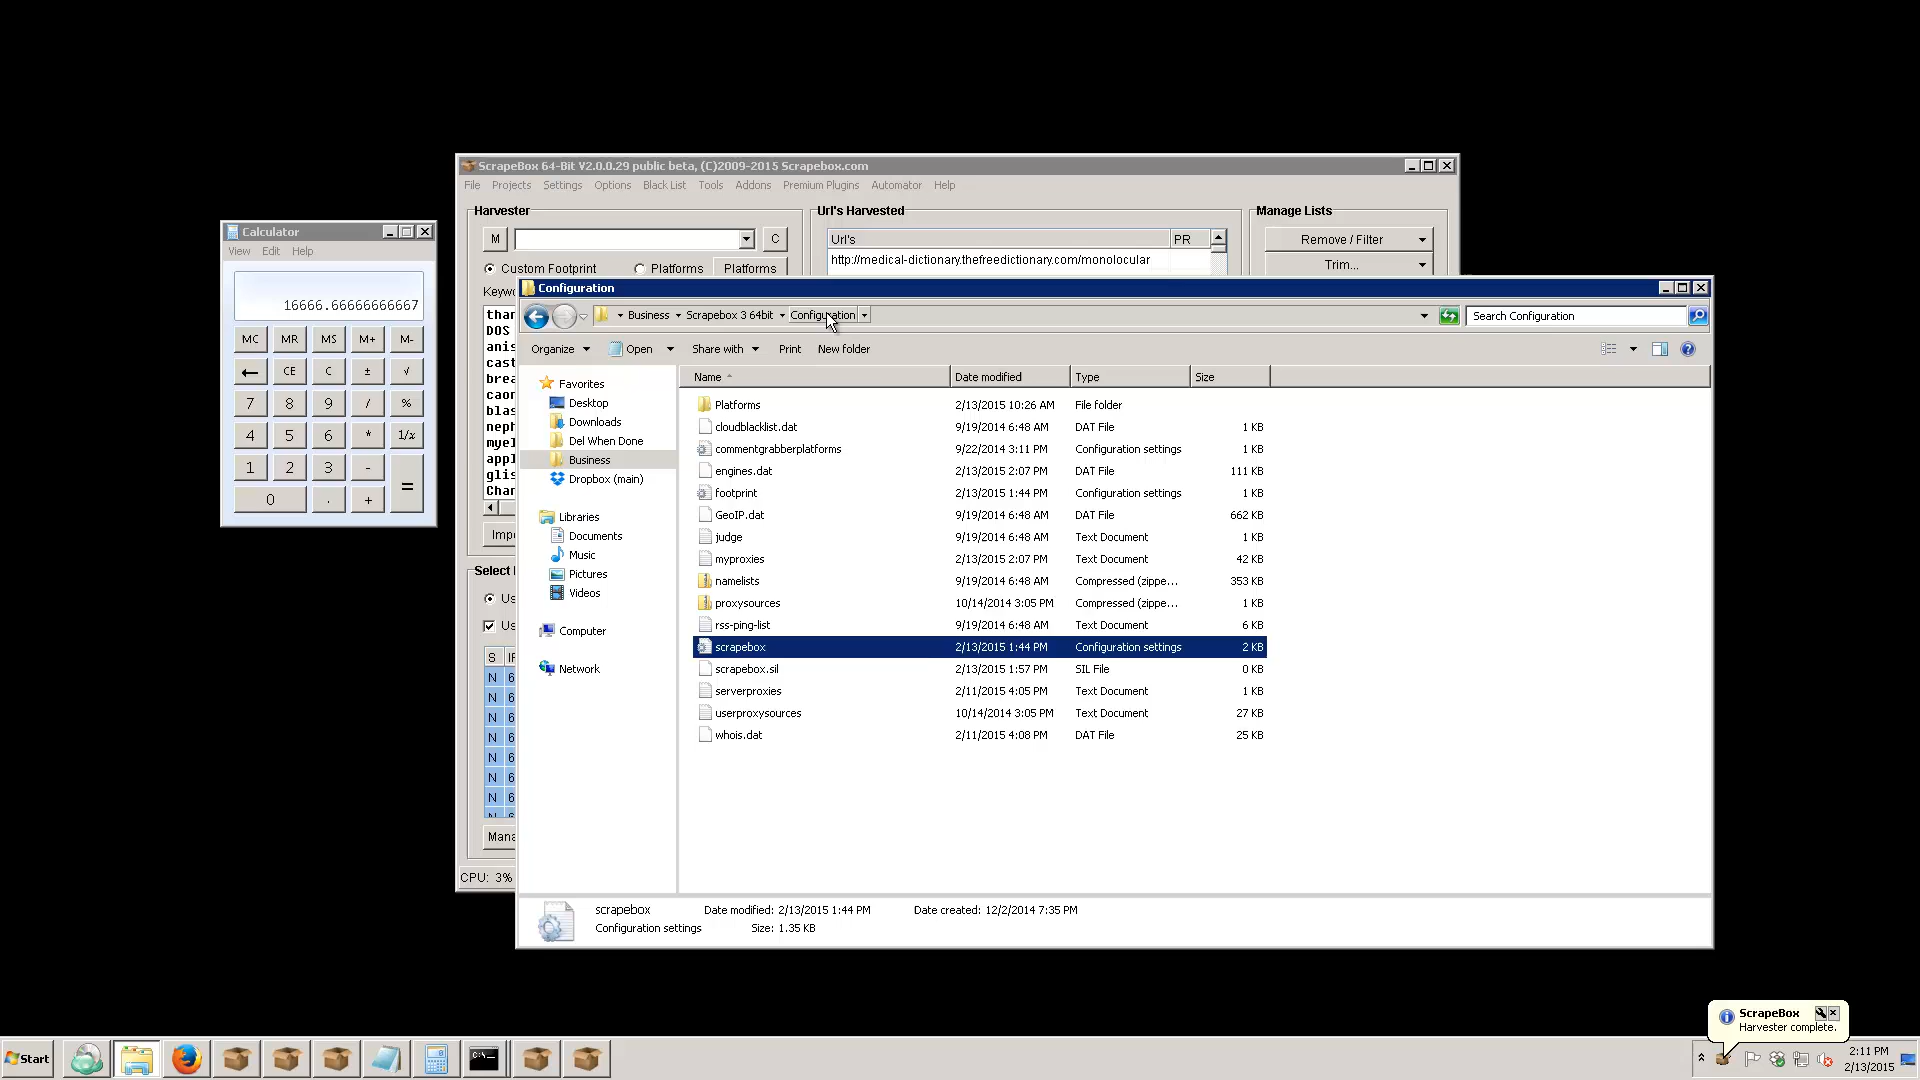 ScrapeBox 64-Bit V2.0.0.29 public beta, (C)2009-2015 Scrapebox.com
File Projects Settings Options Black List Tools Addons Premium Plugins Automator Help
Harvester
Url's Harvested
Manage Lists
M
C
Url's PR
Remove / Filter
Custom Footprint Platforms Platforms
http://medical-dictionary.thefreedictionary.com/monolocular
Trim...
Calculator
View Edit Help
16666.66666666667
MC MR MS M+ M-
← CE C ± √
7 8 9 / %
4 5 6 * 1/x
1 2 3 - =
0 . +
DOS
Select
CPU: 3%
S
N 6
N 6
N 6
N 6
N 6
N 6
N 6
Configuration
Business Scrapebox 3 64bit Configuration
Search Configuration
Organize Open Share with Print New folder
Favorites
Desktop
Downloads
Del When Done
Business
Dropbox (main)
Libraries
Documents
Music
Pictures
Videos
Computer
Network
Name Date modified Type Size
Platforms 2/13/2015 10:26 AM File folder
cloudblacklist.dat 9/19/2014 6:48 AM DAT File 1 KB
commentgrabberplatforms 9/22/2014 3:11 PM Configuration settings 1 KB
engines.dat 2/13/2015 2:07 PM DAT File 111 KB
footprint 2/13/2015 1:44 PM Configuration settings 1 KB
GeoIP.dat 9/19/2014 6:48 AM DAT File 662 KB
judge 9/19/2014 6:48 AM Text Document 1 KB
myproxies 2/13/2015 2:07 PM Text Document 42 KB
namelists 9/19/2014 6:48 AM Compressed (zippe... 353 KB
proxysources 10/14/2014 3:05 PM Compressed (zippe... 1 KB
rss-ping-list 9/19/2014 6:48 AM Text Document 6 KB
scrapebox 2/13/2015 1:44 PM Configuration settings 2 KB
scrapebox.sil 2/13/2015 1:57 PM SIL File 0 KB
serverproxies 2/11/2015 4:05 PM Text Document 1 KB
userproxysources 10/14/2014 3:05 PM Text Document 27 KB
whois.dat 2/11/2015 4:08 PM DAT File 25 KB
scrapebox Date modified: 2/13/2015 1:44 PM Date created: 12/2/2014 7:35 PM
Configuration settings Size: 1.35 KB
ScrapeBox
Harvester complete.
Start
C:\
2:11 PM
2/13/2015